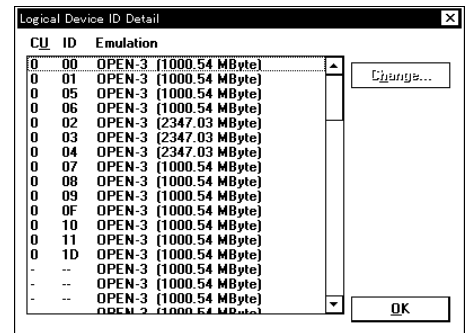 Logical Device ID Detail
CU ID Emulation
0 00 OPEN-3 (1000.54 MByte)
0 01 OPEN-3 (1000.54 MByte)
0 05 OPEN-3 (1000.54 MByte)
0 06 OPEN-3 (1000.54 MByte)
0 02 OPEN-3 (2347.03 MByte)
0 03 OPEN-3 (2347.03 MByte)
0 04 OPEN-3 (2347.03 MByte)
0 07 OPEN-3 (1000.54 MByte)
0 08 OPEN-3 (1000.54 MByte)
0 09 OPEN-3 (1000.54 MByte)
0 0F OPEN-3 (1000.54 MByte)
0 10 OPEN-3 (1000.54 MByte)
0 11 OPEN-3 (1000.54 MByte)
0 1D OPEN-3 (1000.54 MByte)
- -- OPEN-3 (1000.54 MByte)
- -- OPEN-3 (1000.54 MByte)
- -- OPEN-3 (1000.54 MByte)
OPEN-3 (1000.54 MByte)
Change...
OK